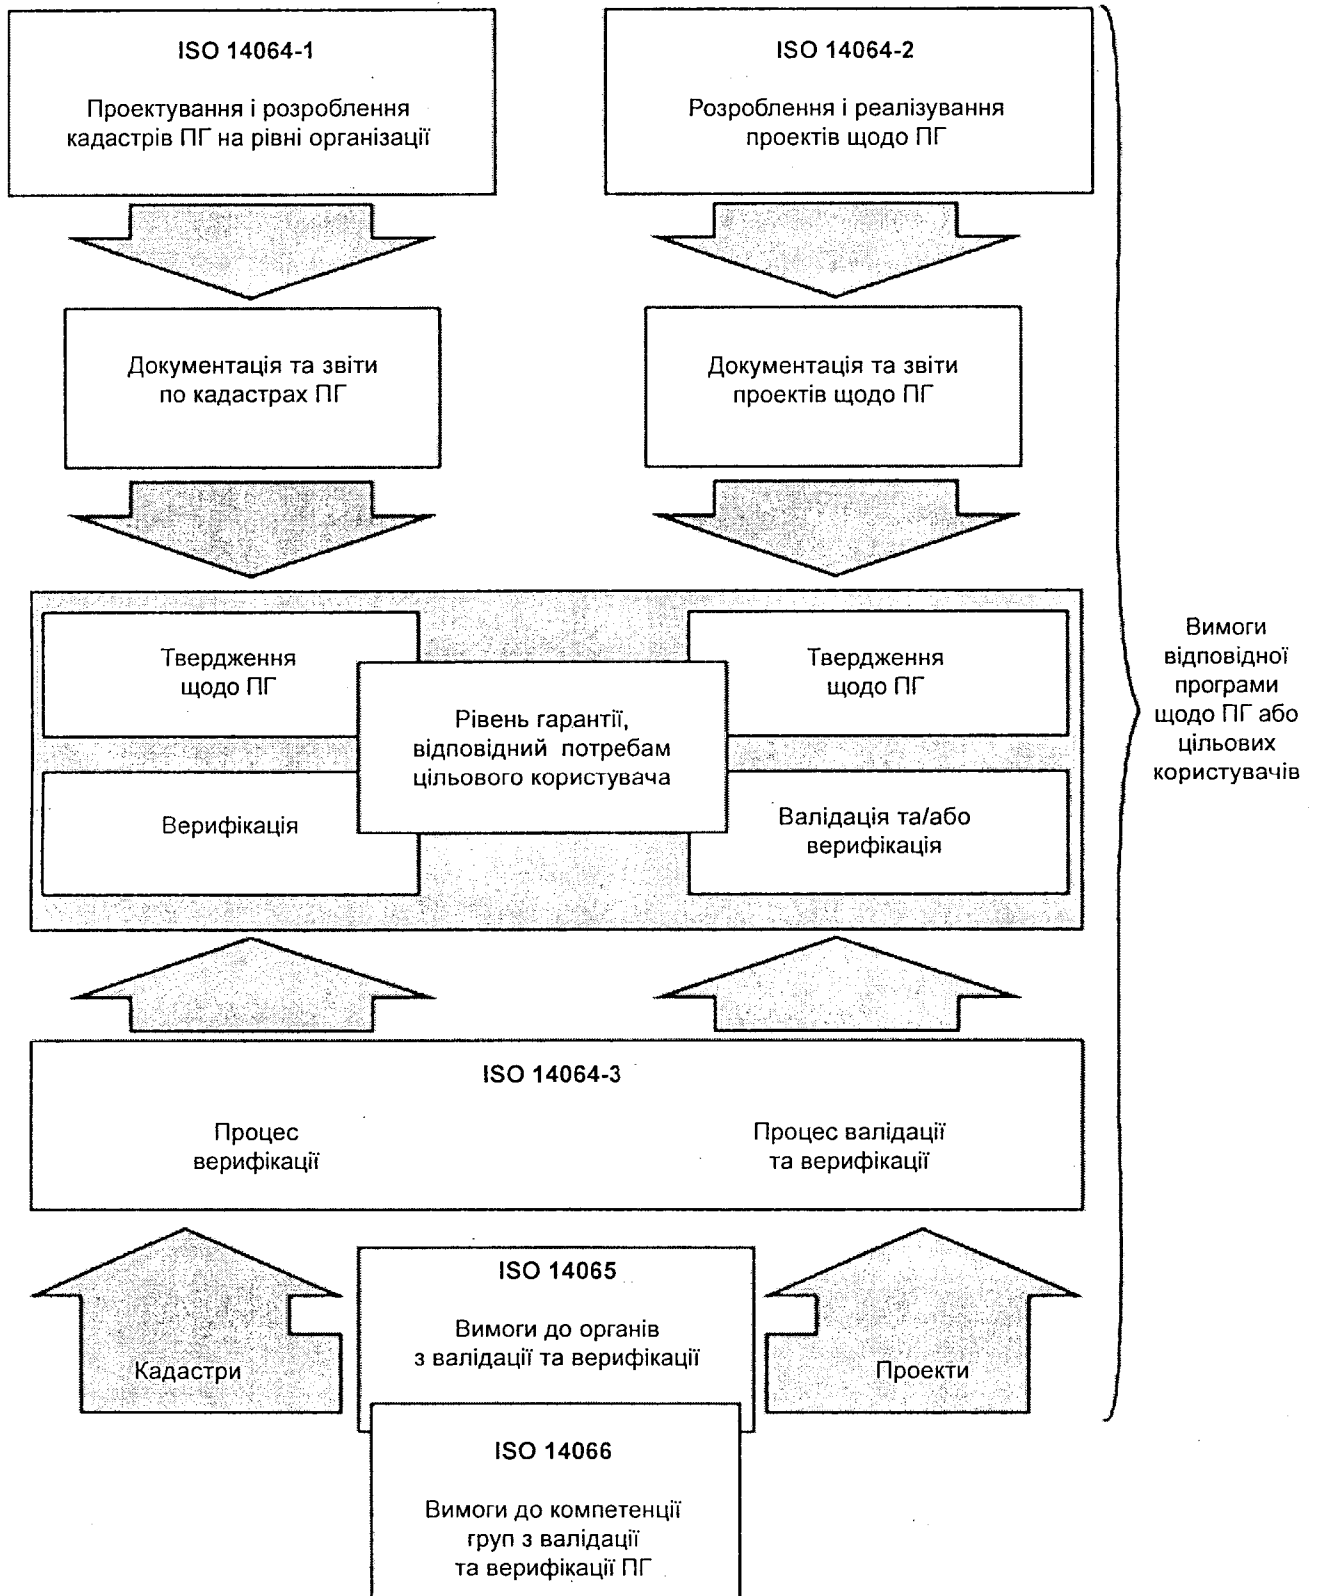 ISO 14064-1
Проектування і розроблення
кадастрів ПГ на рівні організації
ISO 14064-2
Розроблення і реалізування
проектів щодо ПГ
Документація та звіти
по кадастрах ПГ
Документація та звіти
проектів щодо ПГ
Твердження
щодо ПГ
Рівень гарантії,
відповідний потребам
цільового користувача
Твердження
щодо ПГ
Верифікація
Валідація та/або
верифікація
Вимоги
відповідної
програми
щодо ПГ або
цільових
користувачів
ISO 14064-3
Процес
верифікації
Процес валідації
та верифікації
Кадастри
ISO 14065
Вимоги до органів
з валідації та верифікації
Проекти
ISO 14066
Вимоги до компетенції
груп з валідації
та верифікації ПГ